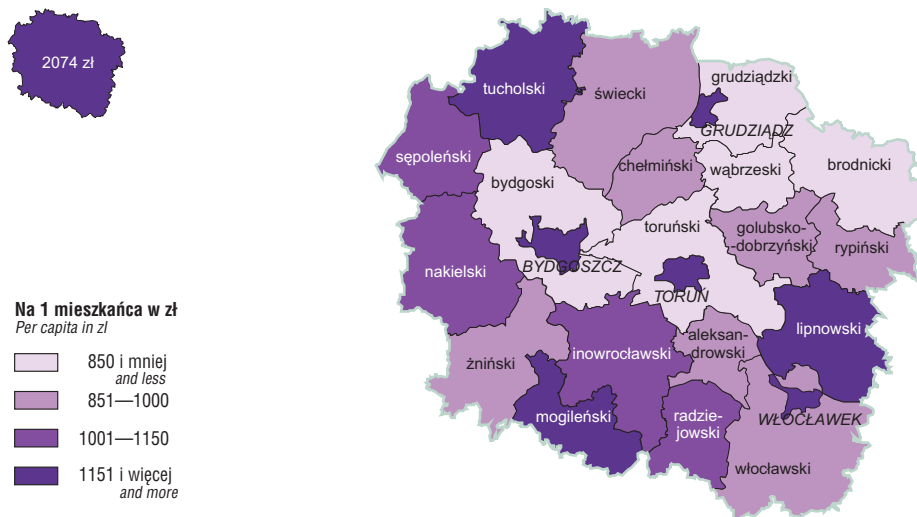 2074 zł
tucholski
świecki
grudziądzki
GRUDZIADZ
sępoleński
bydgoski
chełmiński
wąbrzeski
brodnicki
toruński
golubsko-
-dobrzyński
rypiński
nakielski
BYDGOSZCZ
TORUŃ
lipnowski
żniński
inowrocławski
aleksan-
drowski
mogileński
radzie-
jowski
WŁOCŁAWEK
włocławski
Na 1 mieszkańca w zł
Per capita in zl
850 i mniej
and less
851—1000
1001—1150
1151 i więcej
and more